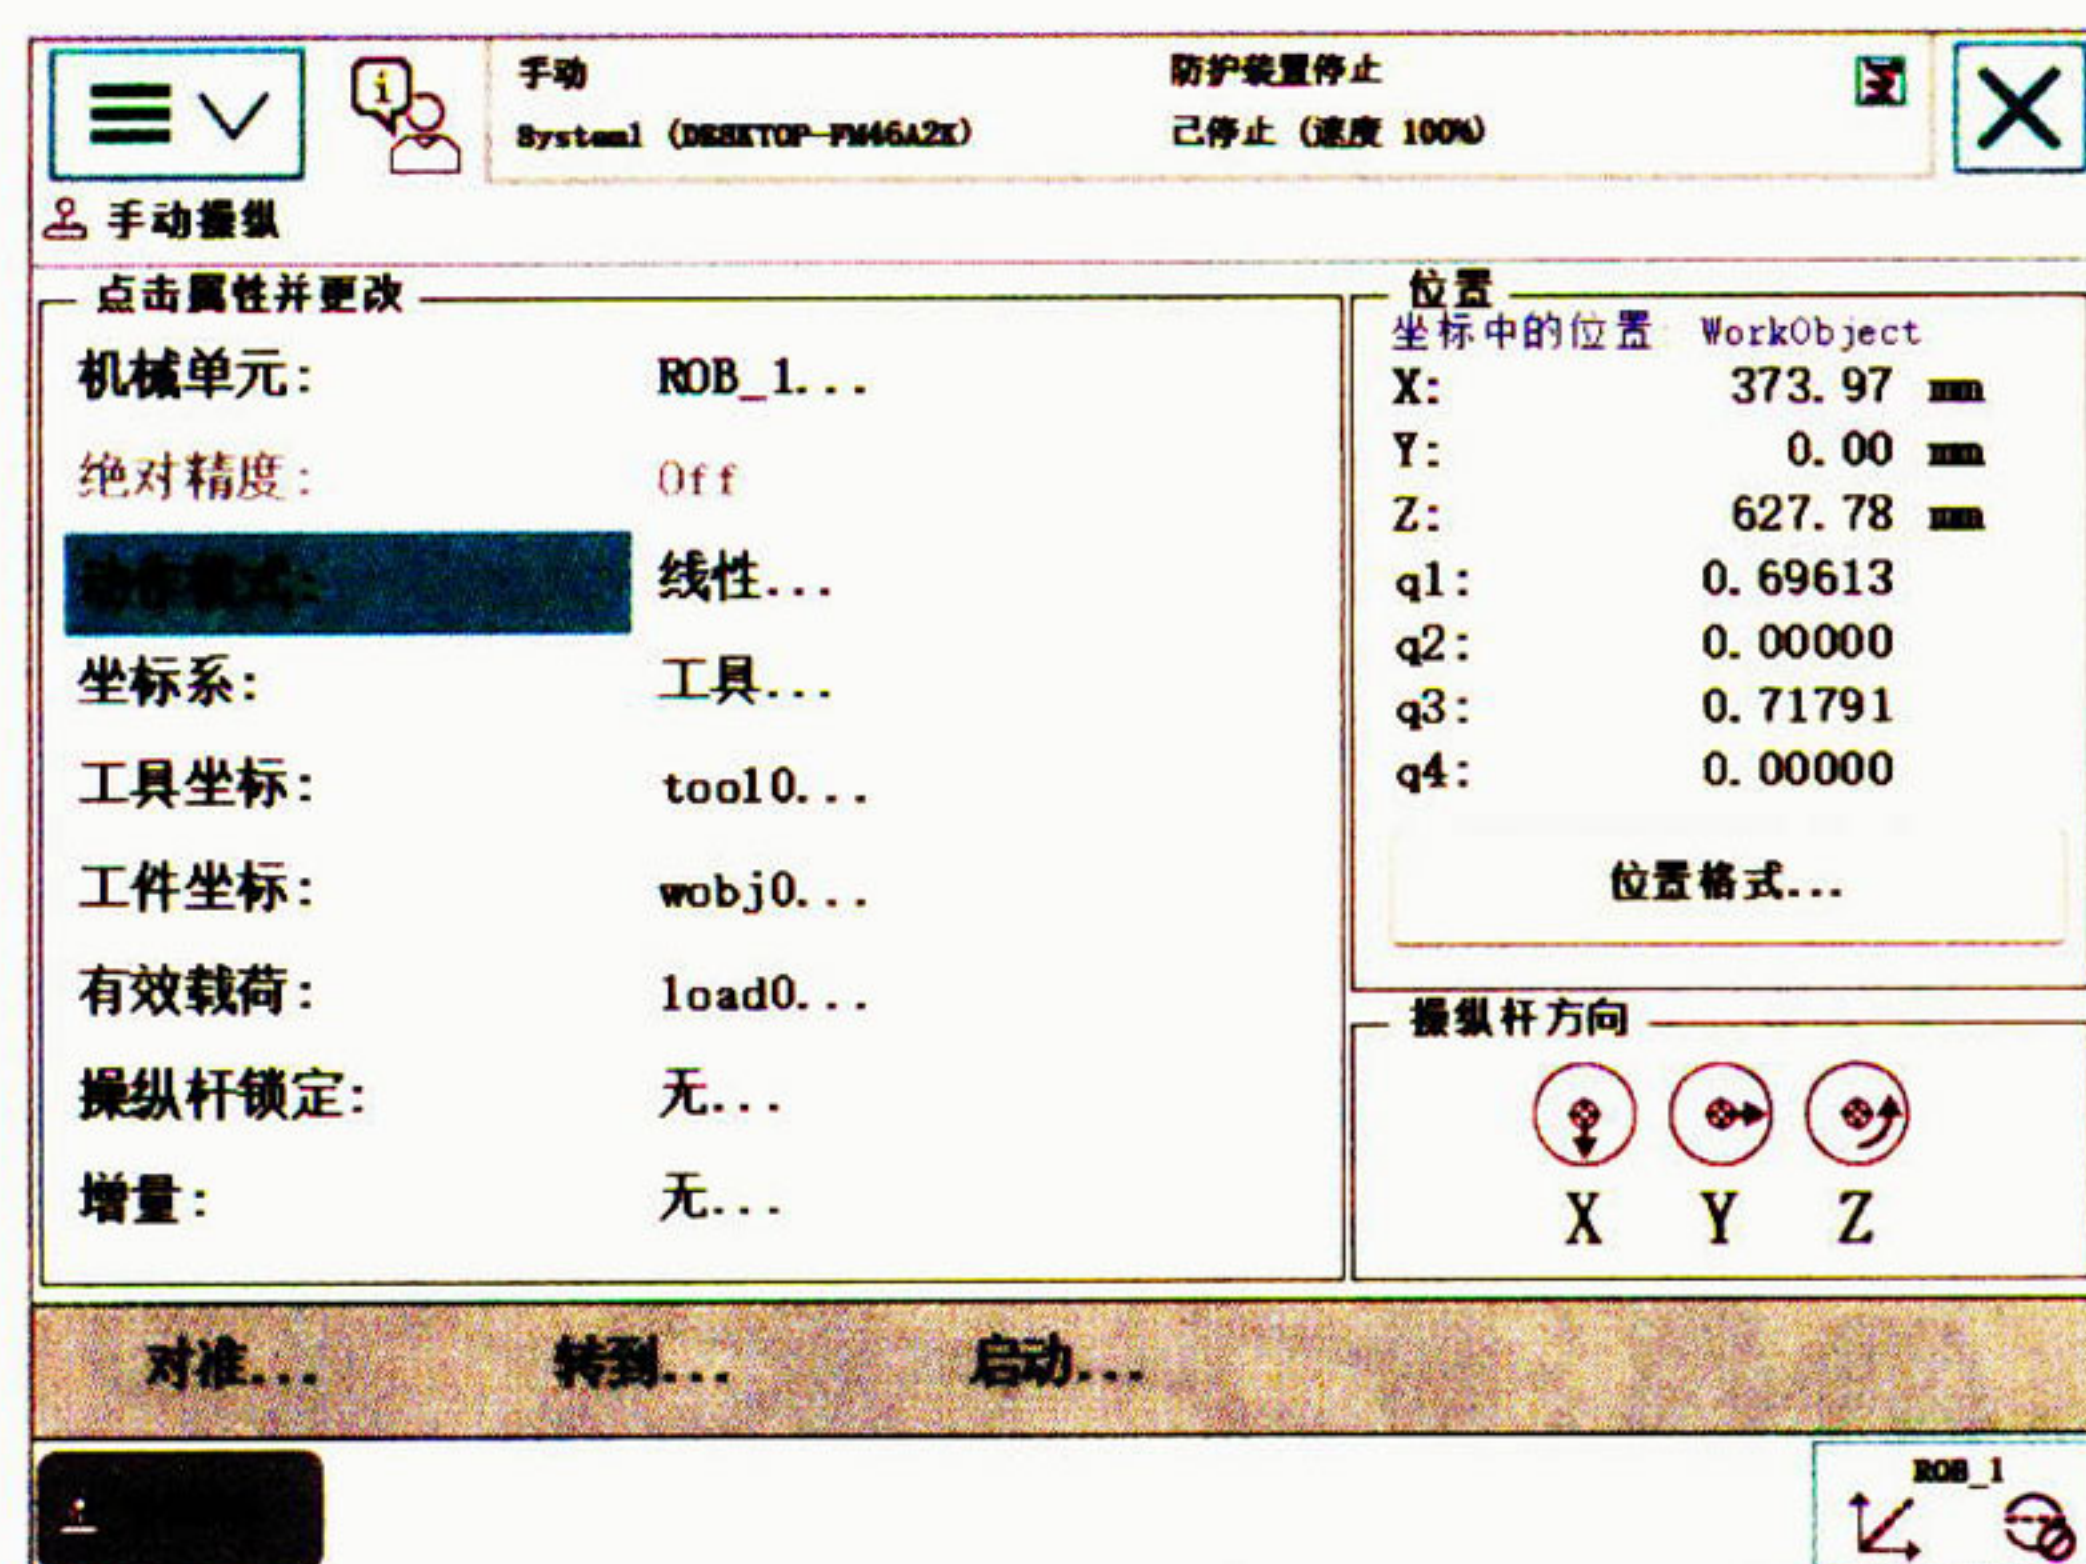 手动
防护装置停止
System1 (DESKTOP-FM46A2K)
己停止 (速度 100%)
手动操纵
点击属性并更改
机械单元: ROB_1...
绝对精度: Off
动作模式: 线性...
坐标系: 工具...
工具坐标: tool0...
工件坐标: wobj0...
有效载荷: load0...
操纵杆锁定: 无...
增量: 无...
位置
坐标中的位置: WorkObject
X: 373.97 mm
Y: 0.00 mm
Z: 627.78 mm
q1: 0.69613
q2: 0.00000
q3: 0.71791
q4: 0.00000
位置格式...
操纵杆方向
X Y Z
对准... 转到... 启动...
ROB_1